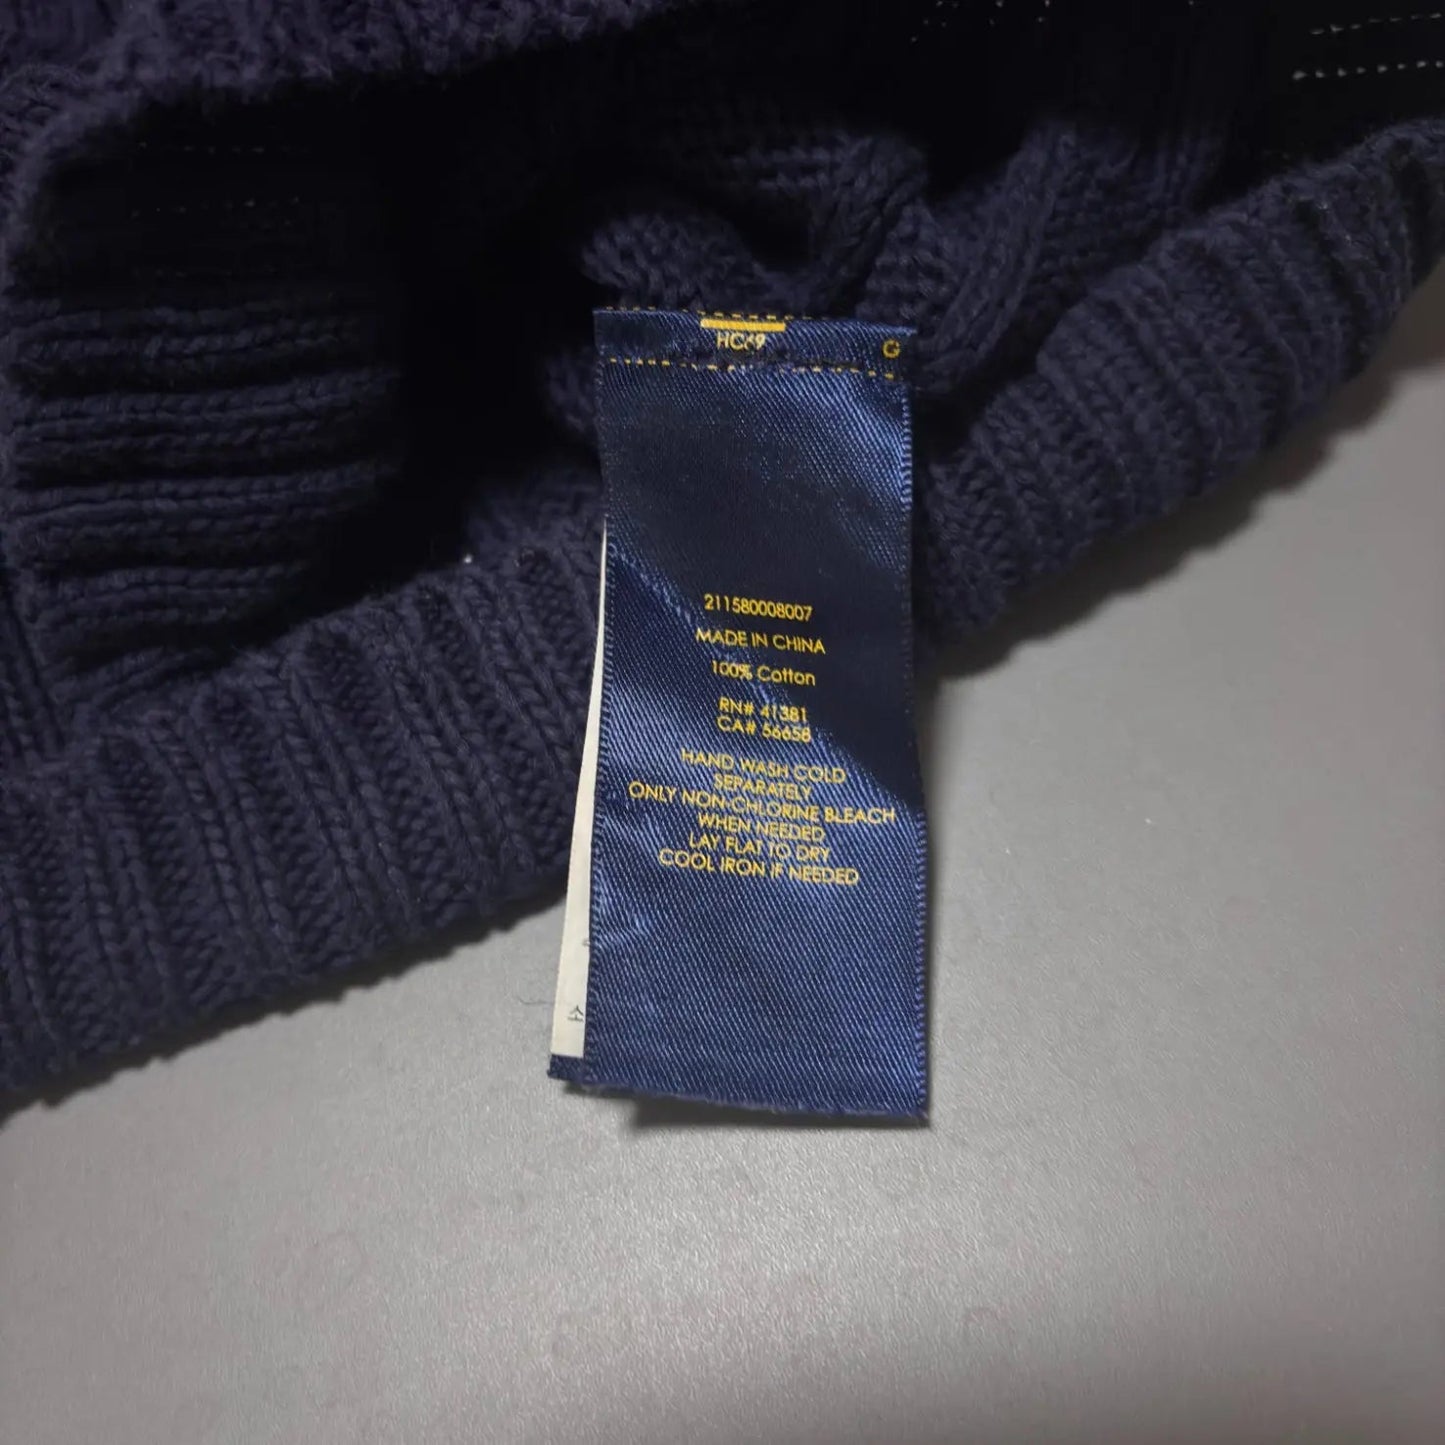 G
211580008007
MADE IN CHINA
100% Cotton
RN# 41381
CA# 56658
HAND WASH COLD
SEPARATELY
ONLY NON-CHLORINE BLEACH
WHEN NEEDED
LAY FLAT TO DRY
COOL IRON IF NEEDED
소